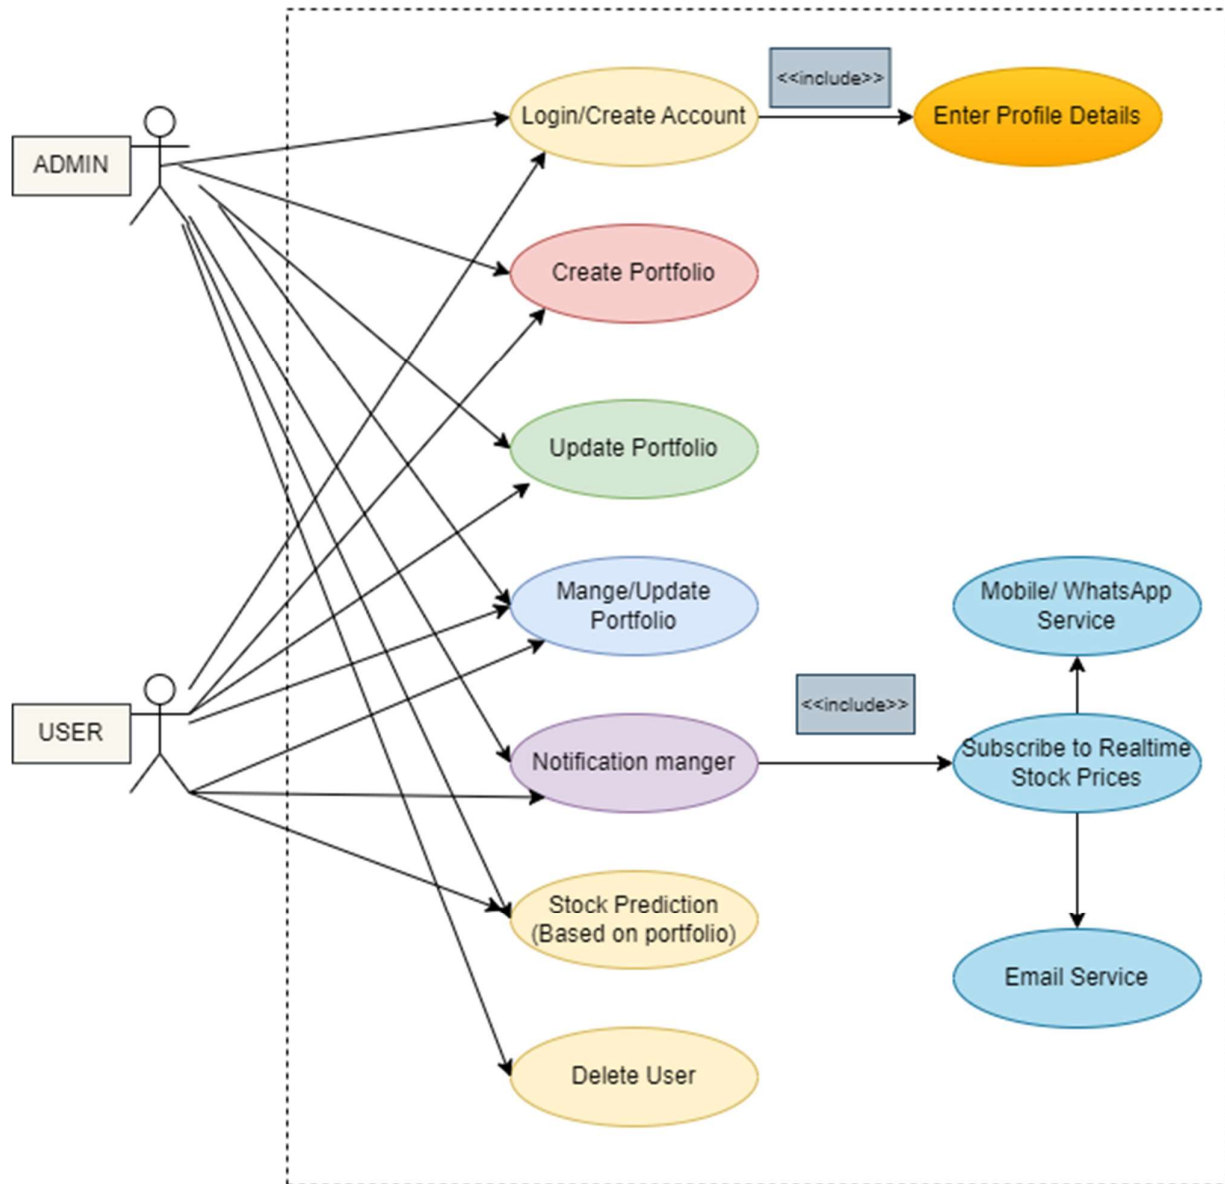 ADMIN
Login/Create Account
<<include>>
Enter Profile Details
Create Portfolio
Update Portfolio
Mange/Update
Portfolio
Mobile/ WhatsApp
Service
USER
Notification manger
<<include>>
Subscribe to Realtime
Stock Prices
Stock Prediction
(Based on portfolio)
Email Service
Delete User